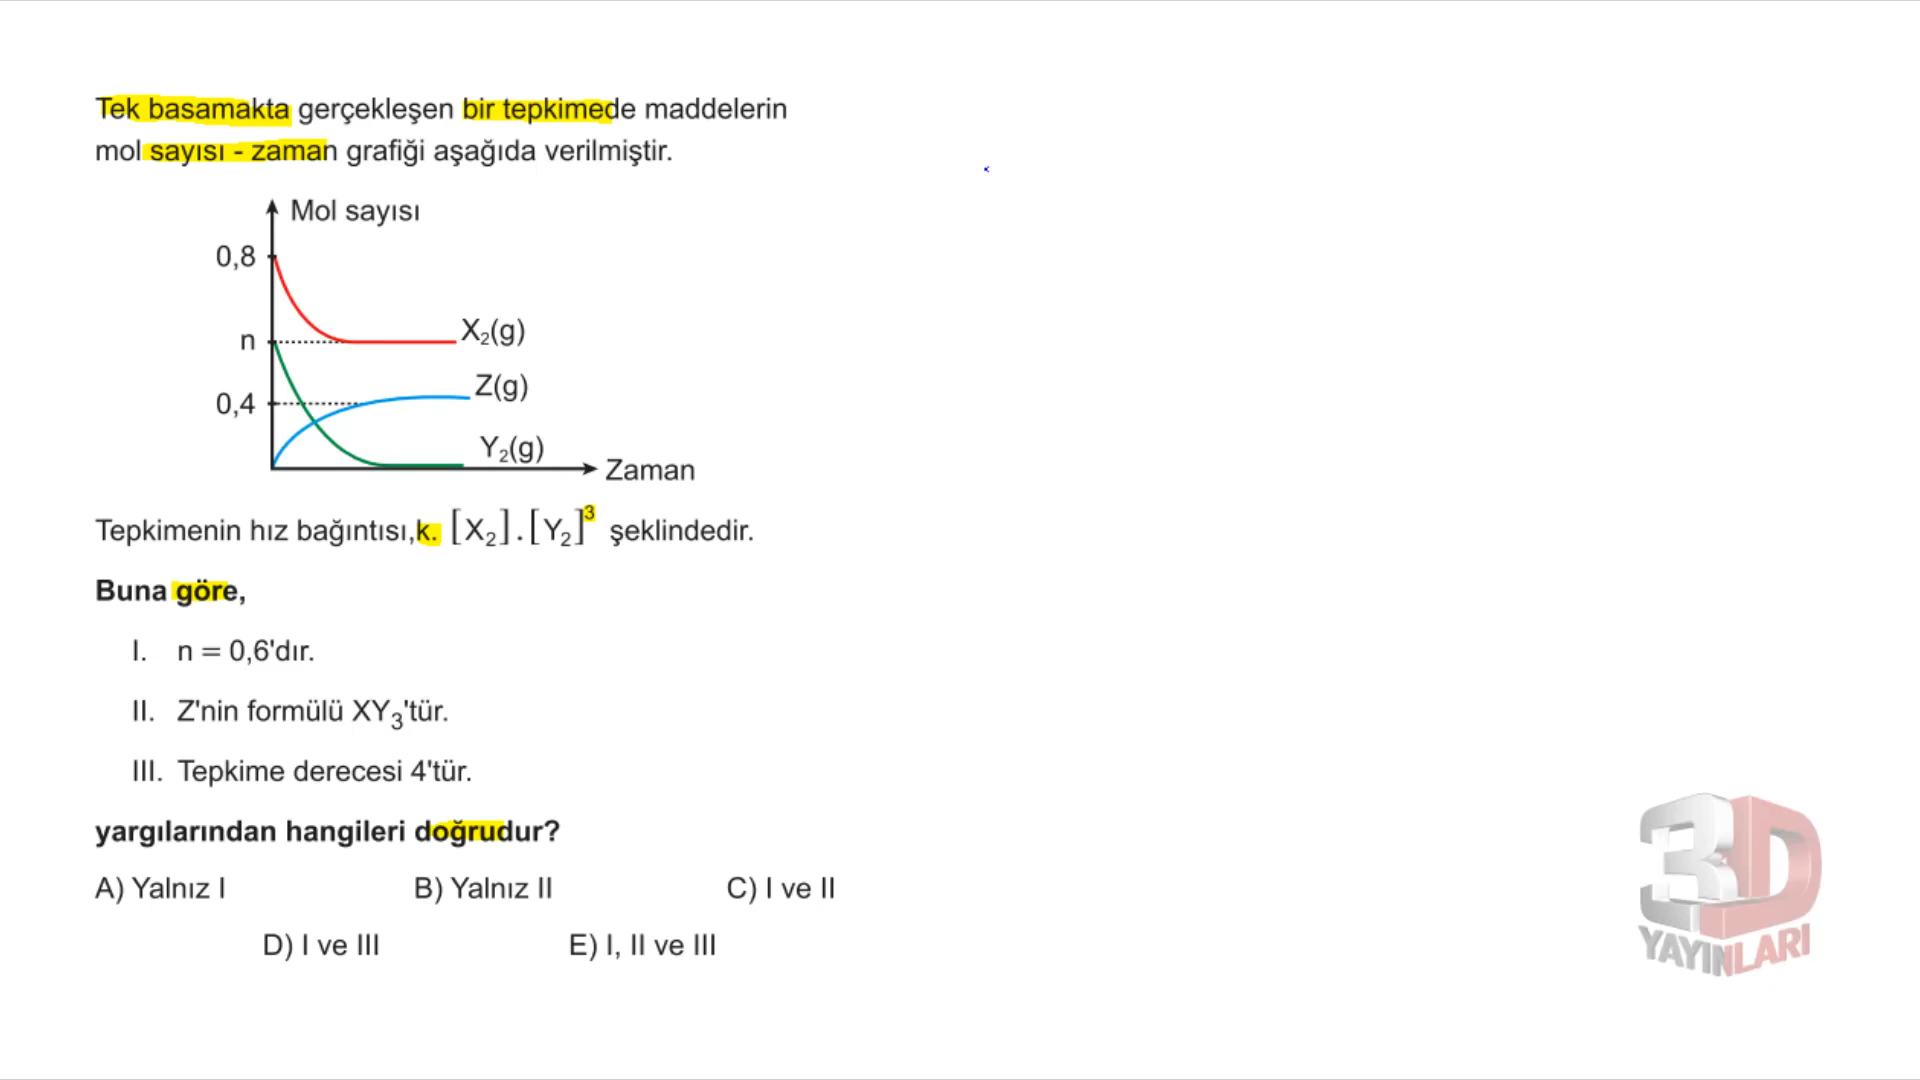 Tek basamakta gerçekleşen bir tepkimede maddelerin
mol sayısı - zaman grafiği aşağıda verilmiştir.
Mol sayısı
0,8
X₂(g)
n
Z(g)
0,4
Y₂(g)
Zaman
Tepkimenin hız bağıntısı,k. [X₂].[Y₂]³ şeklindedir.
Buna göre,
I. n = 0,6'dır.
II. Z'nin formülü XY₃'tür.
III. Tepkime derecesi 4'tür.
yargılarından hangileri doğrudur?
A) Yalnız I B) Yalnız II C) I ve II
D) I ve III E) I, II ve III
3D
YAYINLARI